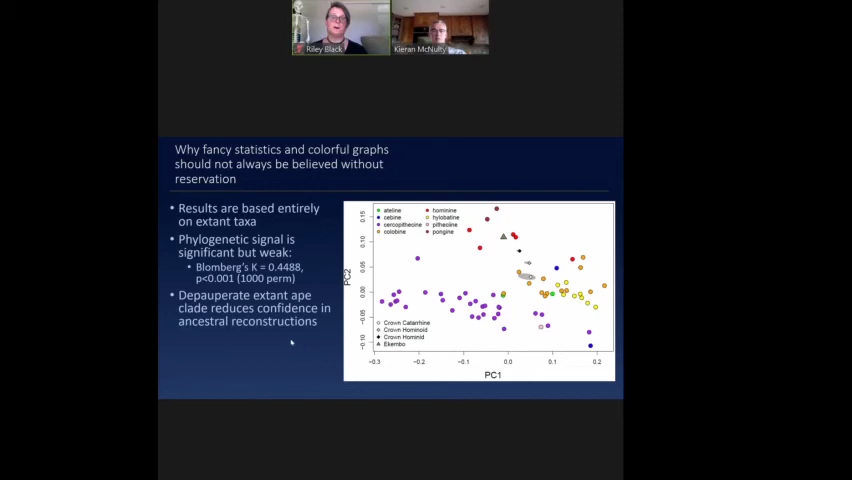 Riley Black
Kieran McNulty
Why fancy statistics and colorful graphs
should not always be believed without
reservation
• Results are based entirely
on extant taxa
• Phylogenetic signal is
significant but weak:
• Blomberg's K = 0.4488,
p<0.001 (1000 perm)
• Depauperate extant ape
clade reduces confidence in
ancestral reconstructions
ateline
cebine
cercopithecine
colobine
hominine
hylobatine
pitheciine
pongine
Crown Catarrhine
Crown Hominoid
Crown Hominid
Ekembo
PC2
0.15
0.10
0.05
0.00
-0.05
-0.10
-0.3
-0.2
-0.1
0.0
0.1
0.2
PC1